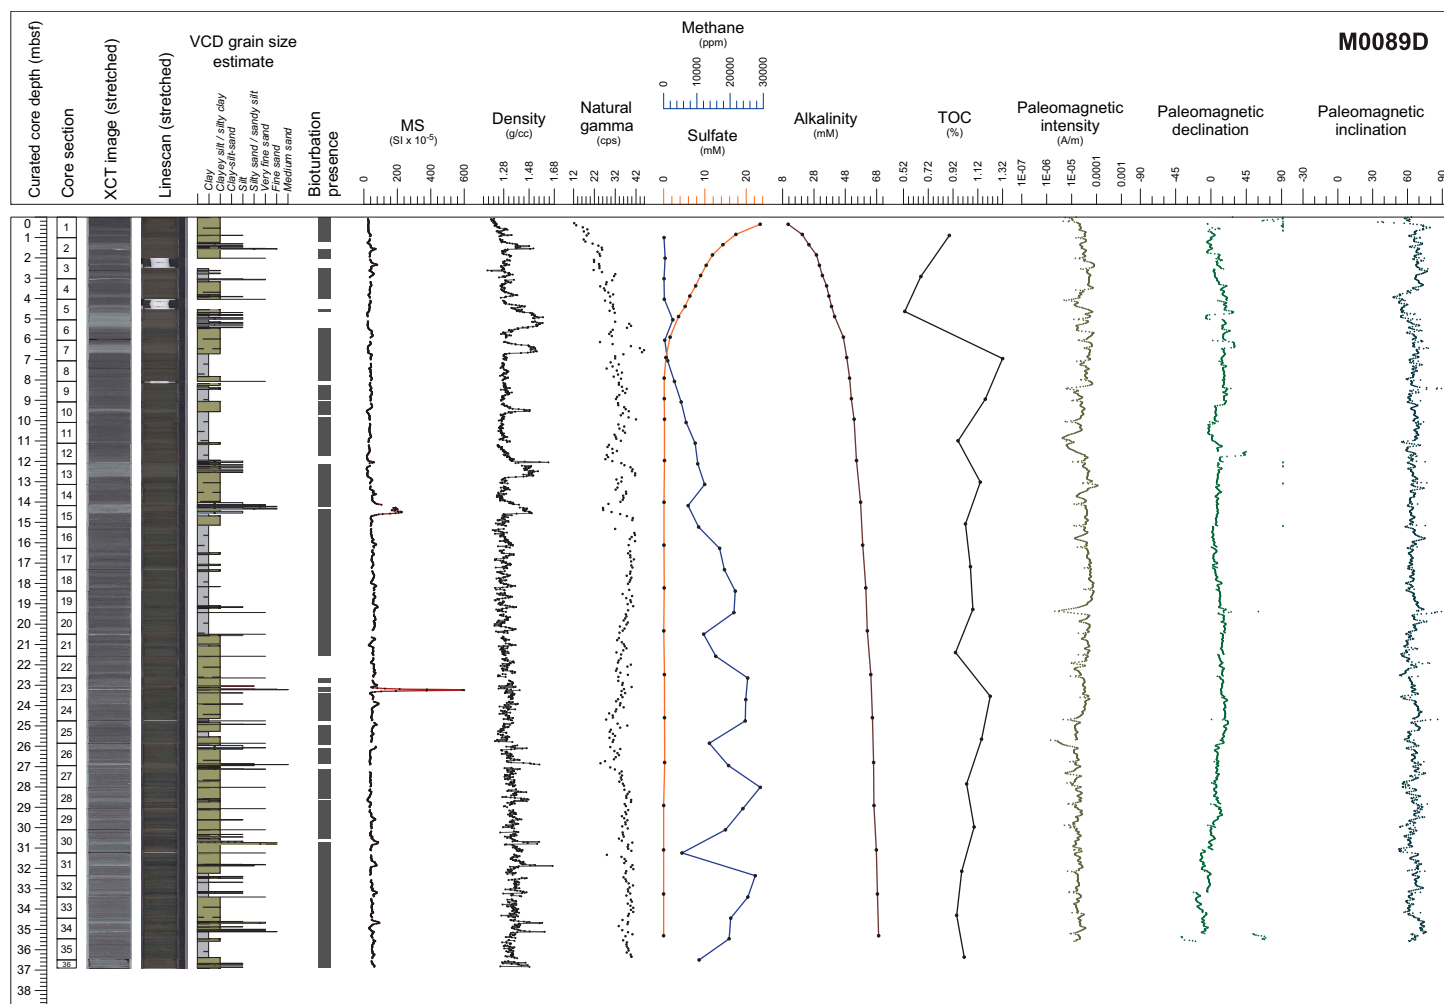 M0089D
Curated core depth (mbsf)
Core section
XCT image (stretched)
Linescan (stretched)
VCD grain size
estimate
Clay
Clayey silt / silty clay
Clay-silt-sand
Silt
Silty sand / sandy silt
Very fine sand
Fine sand
Medium sand
Bioturbation
presence
MS
(SI x 10-5)
0 200 400 600
Density
(g/cc)
1.28 1.48 1.68
Natural
gamma
(cps)
12 22 32 42
Methane
(ppm)
0 10000 20000 30000
Sulfate
(mM)
0 10 20
Alkalinity
(mM)
8 28 48 68
TOC
(%)
0.52 0.72 0.92 1.12 1.32
Paleomagnetic
intensity
(A/m)
1E-07 1E-06 1E-05 0.0001 0.001
Paleomagnetic
declination
-90 -45 0 45 90
Paleomagnetic
inclination
-30 0 30 60 90
0
1
2
3
4
5
6
7
8
9
10
11
12
13
14
15
16
17
18
19
20
21
22
23
24
25
26
27
28
29
30
31
32
33
34
35
36
37
38
1
2
3
4
5
6
7
8
9
10
11
12
13
14
15
16
17
18
19
20
21
22
23
24
25
26
27
28
29
30
31
32
33
34
35
36